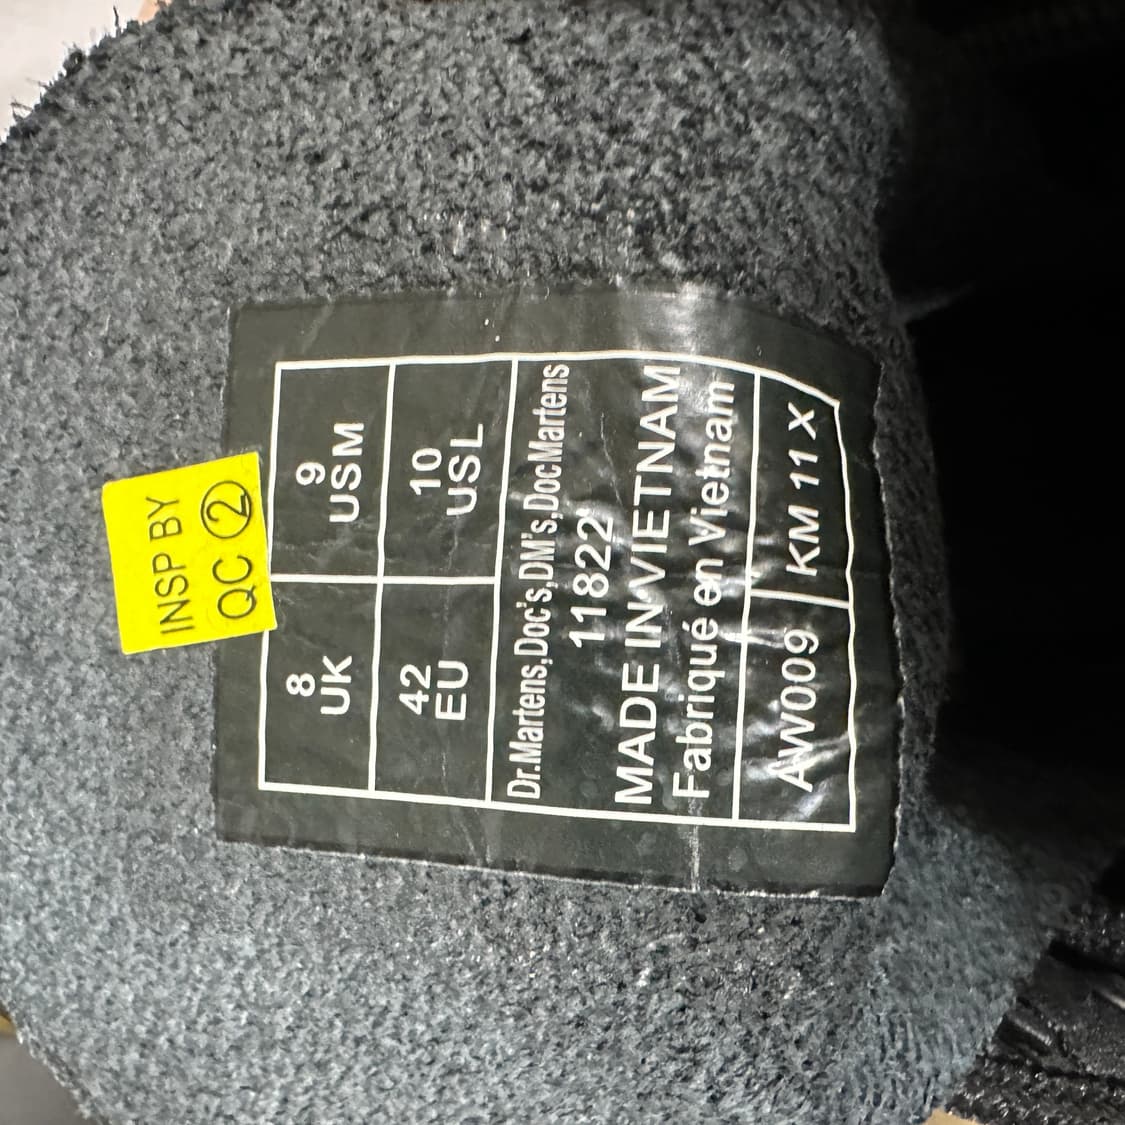 INSP BY
QC ②
8
UK
9
USM
42
EU
10
USL
Dr.Martens,Doc's,DM's,DocMartens
11822
MADE IN VIETNAM
Fabriqué en Vietnam
AW009
KM 11 X